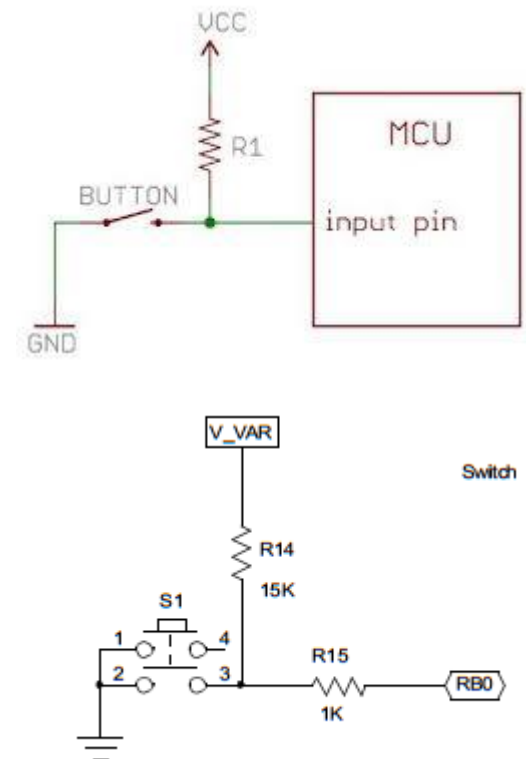 VCC
R1
MCU
BUTTON
input pin
GND
V_VAR
Switch
R14
15K
S1
1
4
2
3
R15
1K
RB0